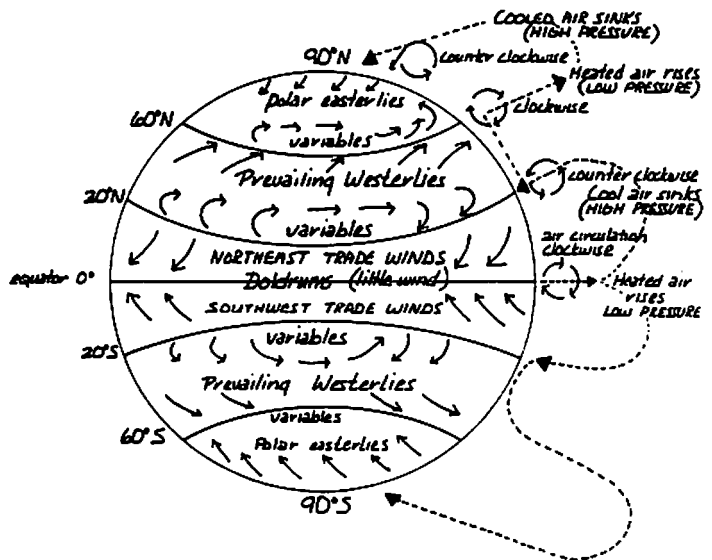 COOLED AIR SINKS
(HIGH PRESSURE)
90°N
counter clockwise
Heated air rises
(LOW PRESSURE)
clockwise
Polar easterlies
60°N
variables
Prevailing Westerlies
counter clockwise
Cool air sinks
(HIGH PRESSURE)
20°N
variables
air circulation
clockwise
NORTHEAST TRADE WINDS
equator 0°
Doldrums (little wind)
Heated air
rises
LOW PRESSURE
SOUTHWEST TRADE WINDS
20°S
variables
Prevailing Westerlies
variables
60°S
Polar easterlies
90°S